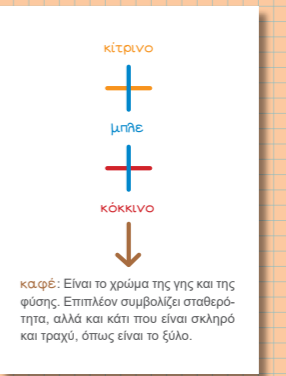 κίτρινο
μπλε
κόκκινο
καφέ: Είναι το χρώμα της γης και της
φύσης. Επιπλέον συμβολίζει σταθερό-
τητα, αλλά και κάτι που είναι σκληρό
και τραχύ, όπως είναι το ξύλο.